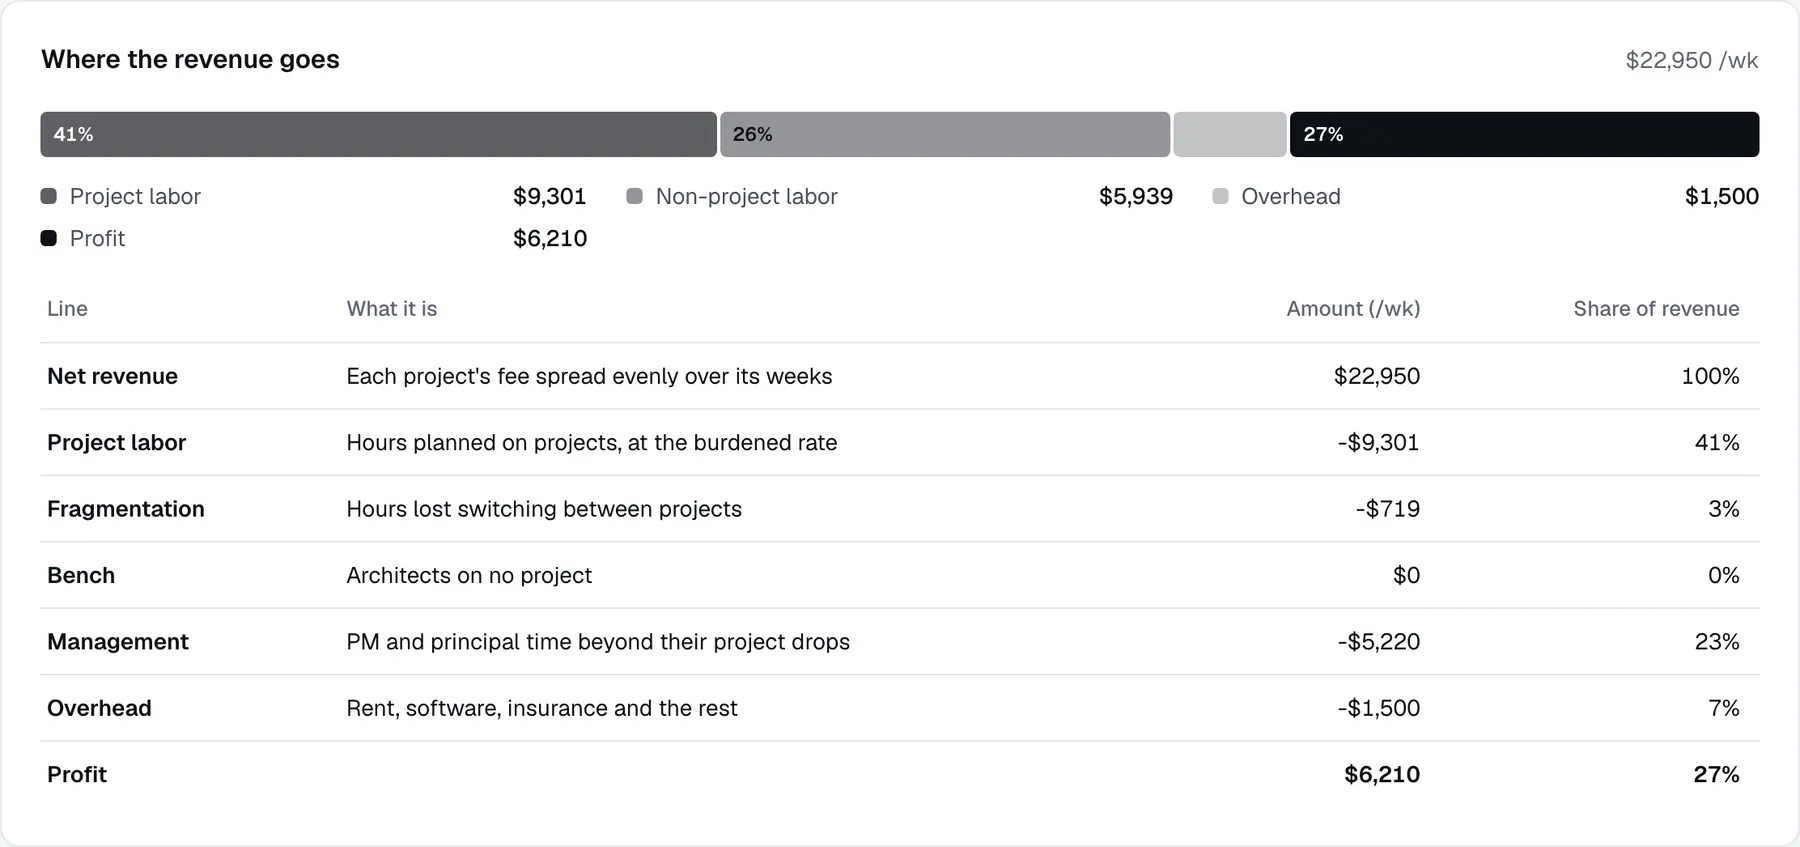 Where the revenue goes $22,950 /wk
41% 26% 27%
Project labor $9,301 Non-project labor $5,939 Overhead $1,500
Profit $6,210
Line What it is Amount (/wk) Share of revenue
Net revenue Each project's fee spread evenly over its weeks $22,950 100%
Project labor Hours planned on projects, at the burdened rate -$9,301 41%
Fragmentation Hours lost switching between projects -$719 3%
Bench Architects on no project $0 0%
Management PM and principal time beyond their project drops -$5,220 23%
Overhead Rent, software, insurance and the rest -$1,500 7%
Profit $6,210 27%